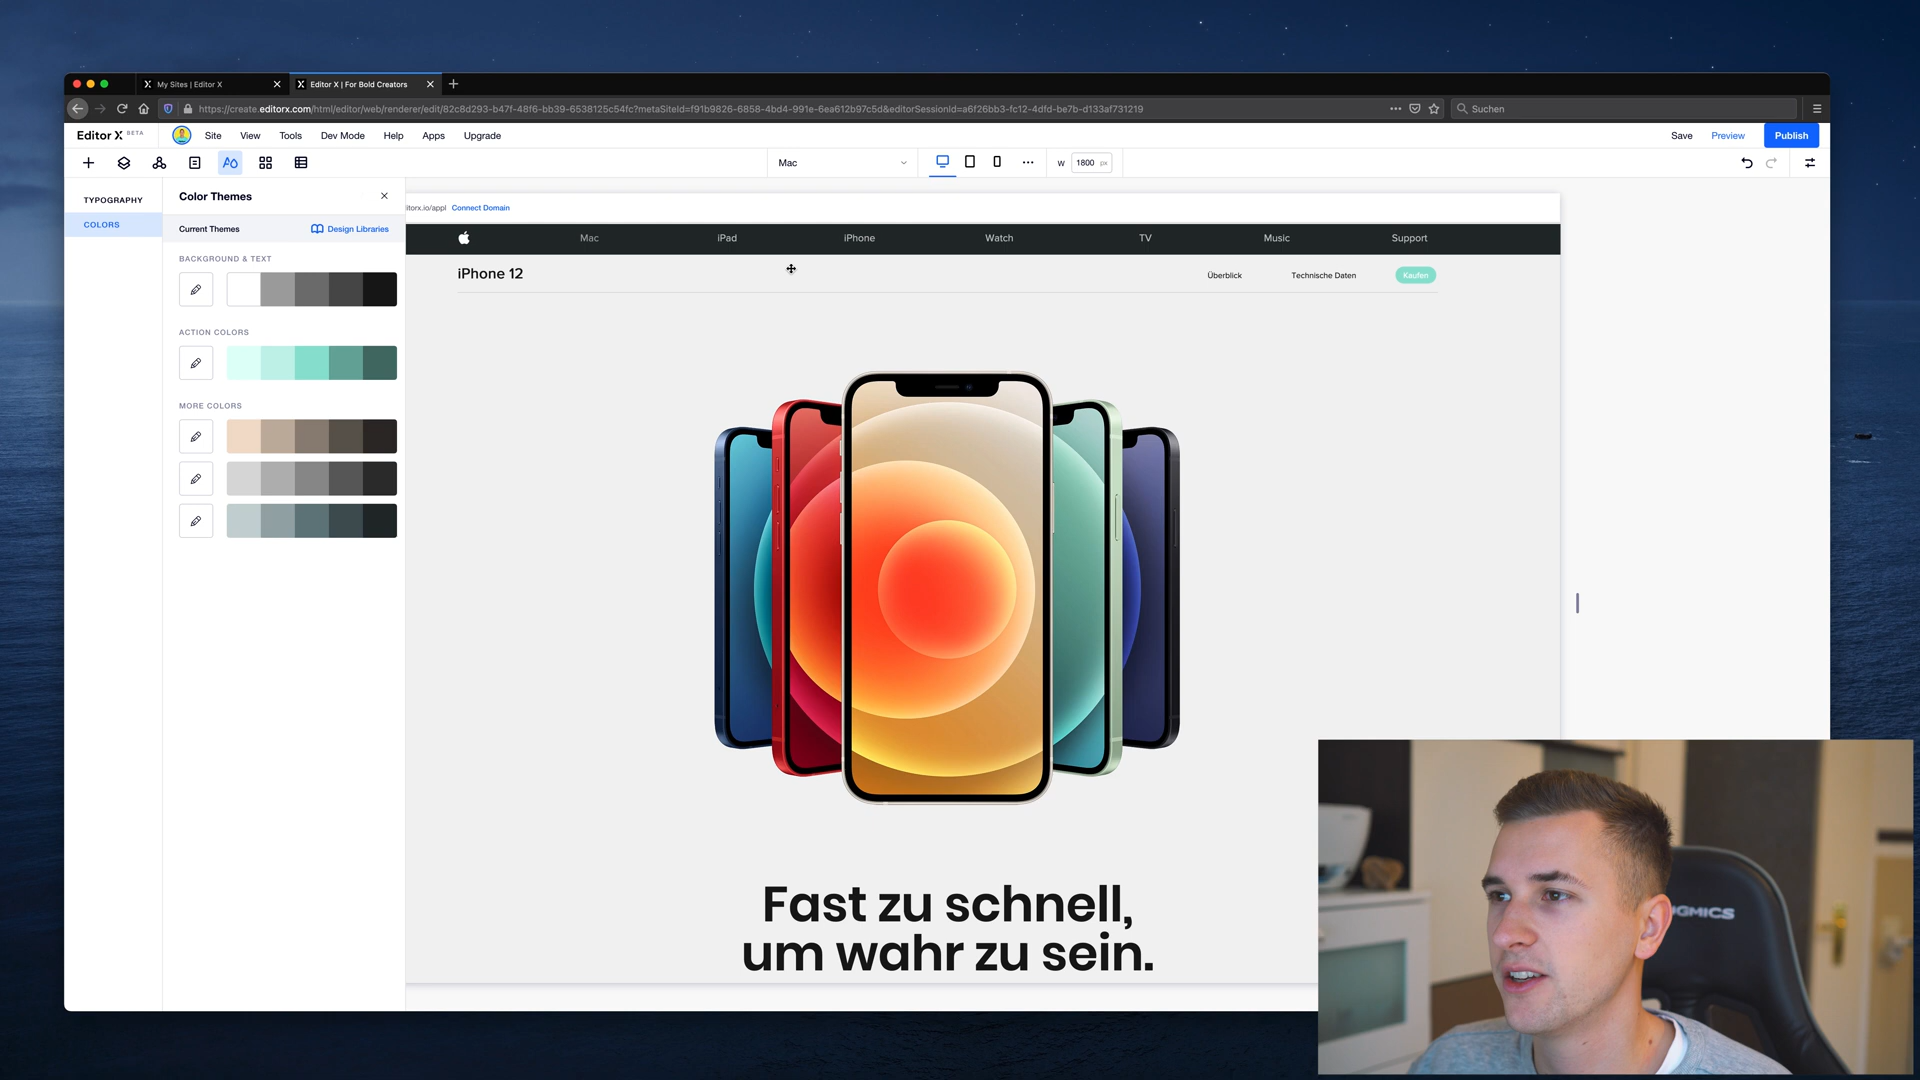 My Sites | Editor X
Editor X | For Bold Creators
https://create.editorx.com/html/editor/web/renderer/edit/82c8d293-b47f-48f6-bb39-6538125c54fc?metaSiteId=f91b9826-6858-4bd4-991e-6ea612b97c5d&editorSessionId=a6f26bb3-fc12-4dfd-be7b-d133af731219
Suchen
Editor X BETA
Site View Tools Dev Mode Help Apps Upgrade
Save Preview Publish
Mac
W 1800 px
TYPOGRAPHY
COLORS
Color Themes
Current Themes Design Libraries
BACKGROUND & TEXT
ACTION COLORS
MORE COLORS
itorx.io/appl Connect Domain
Mac iPad iPhone Watch TV Music Support
iPhone 12 Überblick Technische Daten Kaufen
Fast zu schnell,
um wahr zu sein.